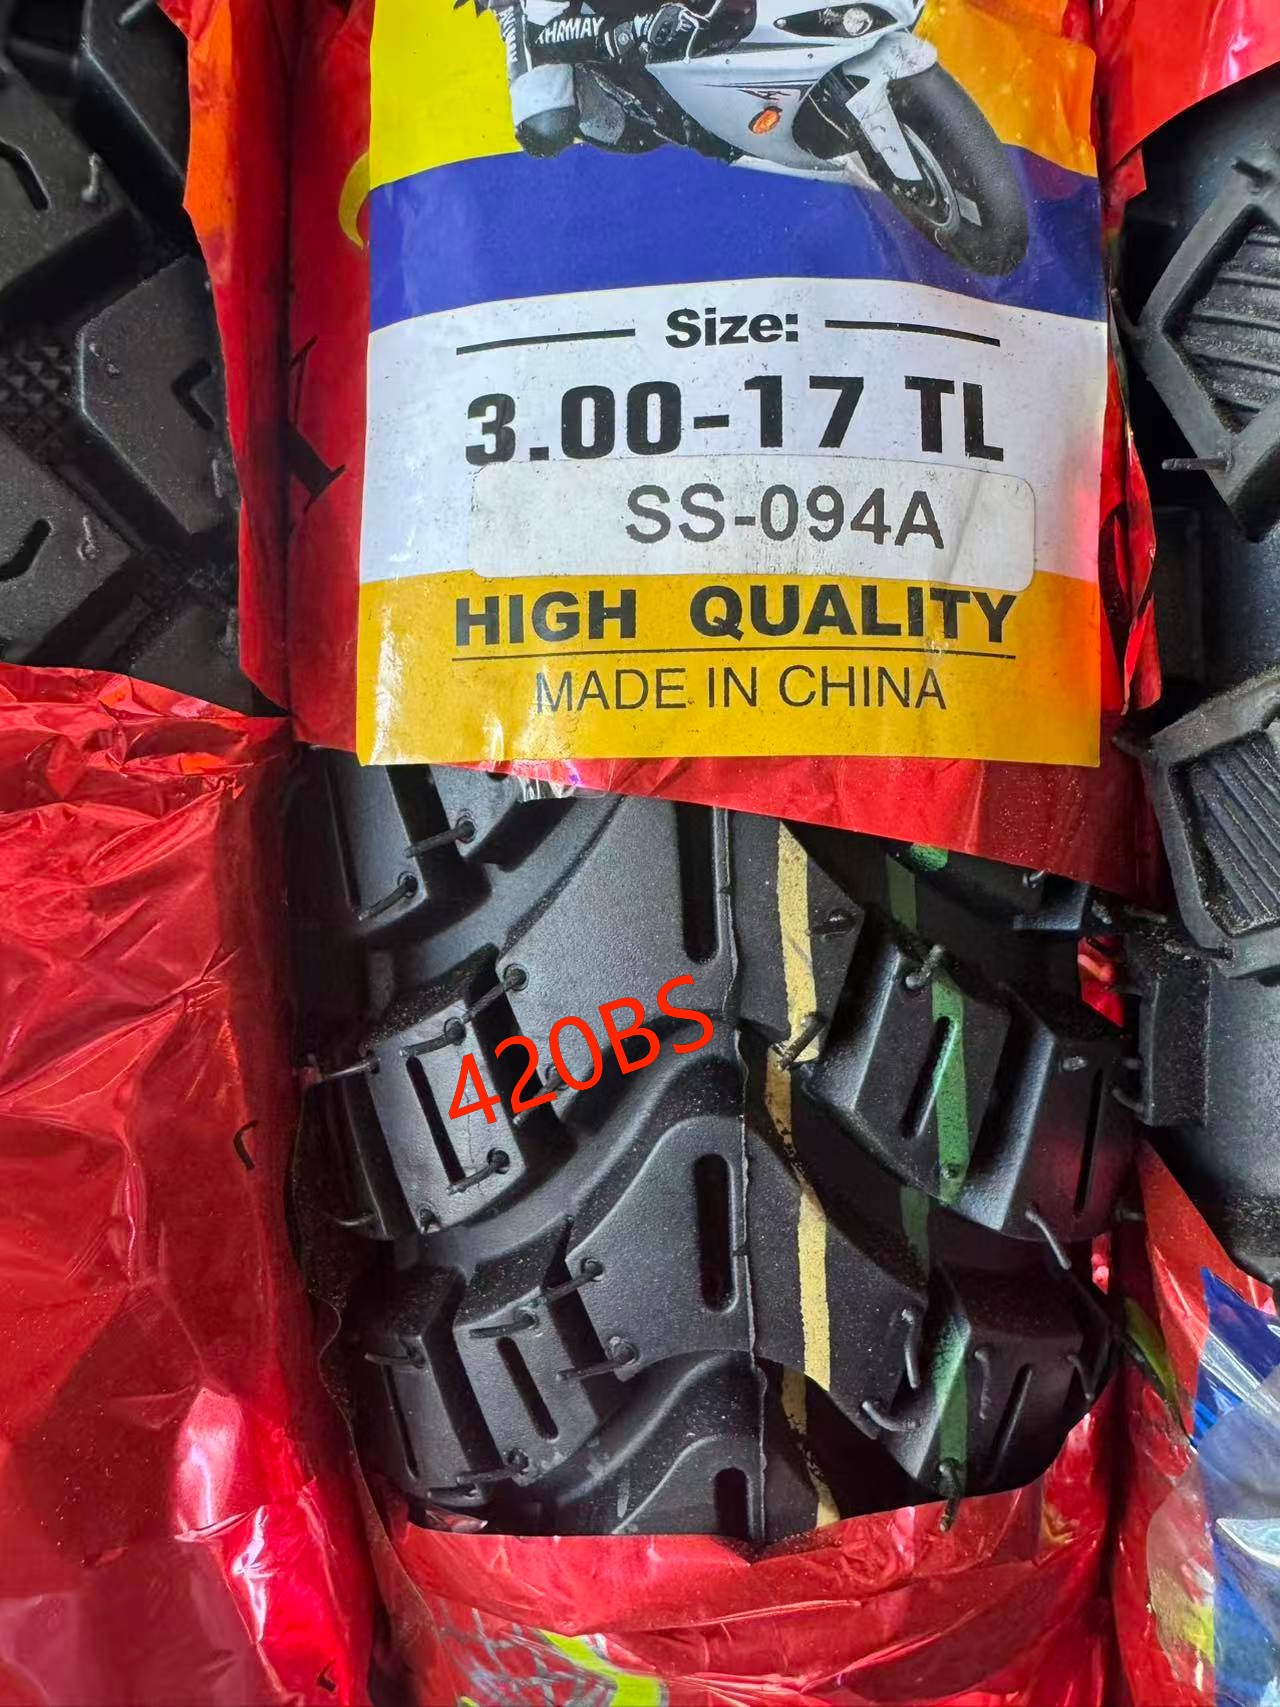 Size:
3.00-17 TL
SS-094A
HIGH QUALITY
MADE IN CHINA
420BS